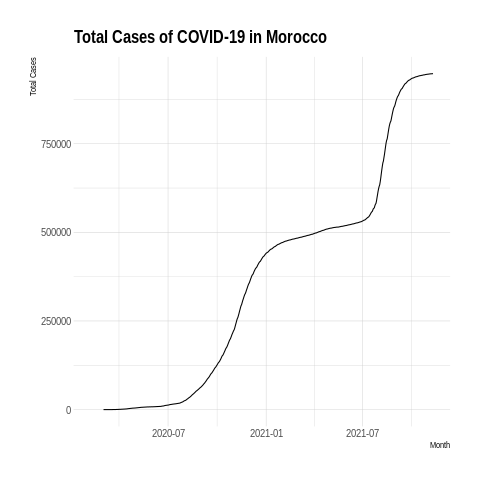 Total Cases of COVID-19 in Morocco
Total Cases
750000
500000
250000
0
2020-07 2021-01 2021-07
Month